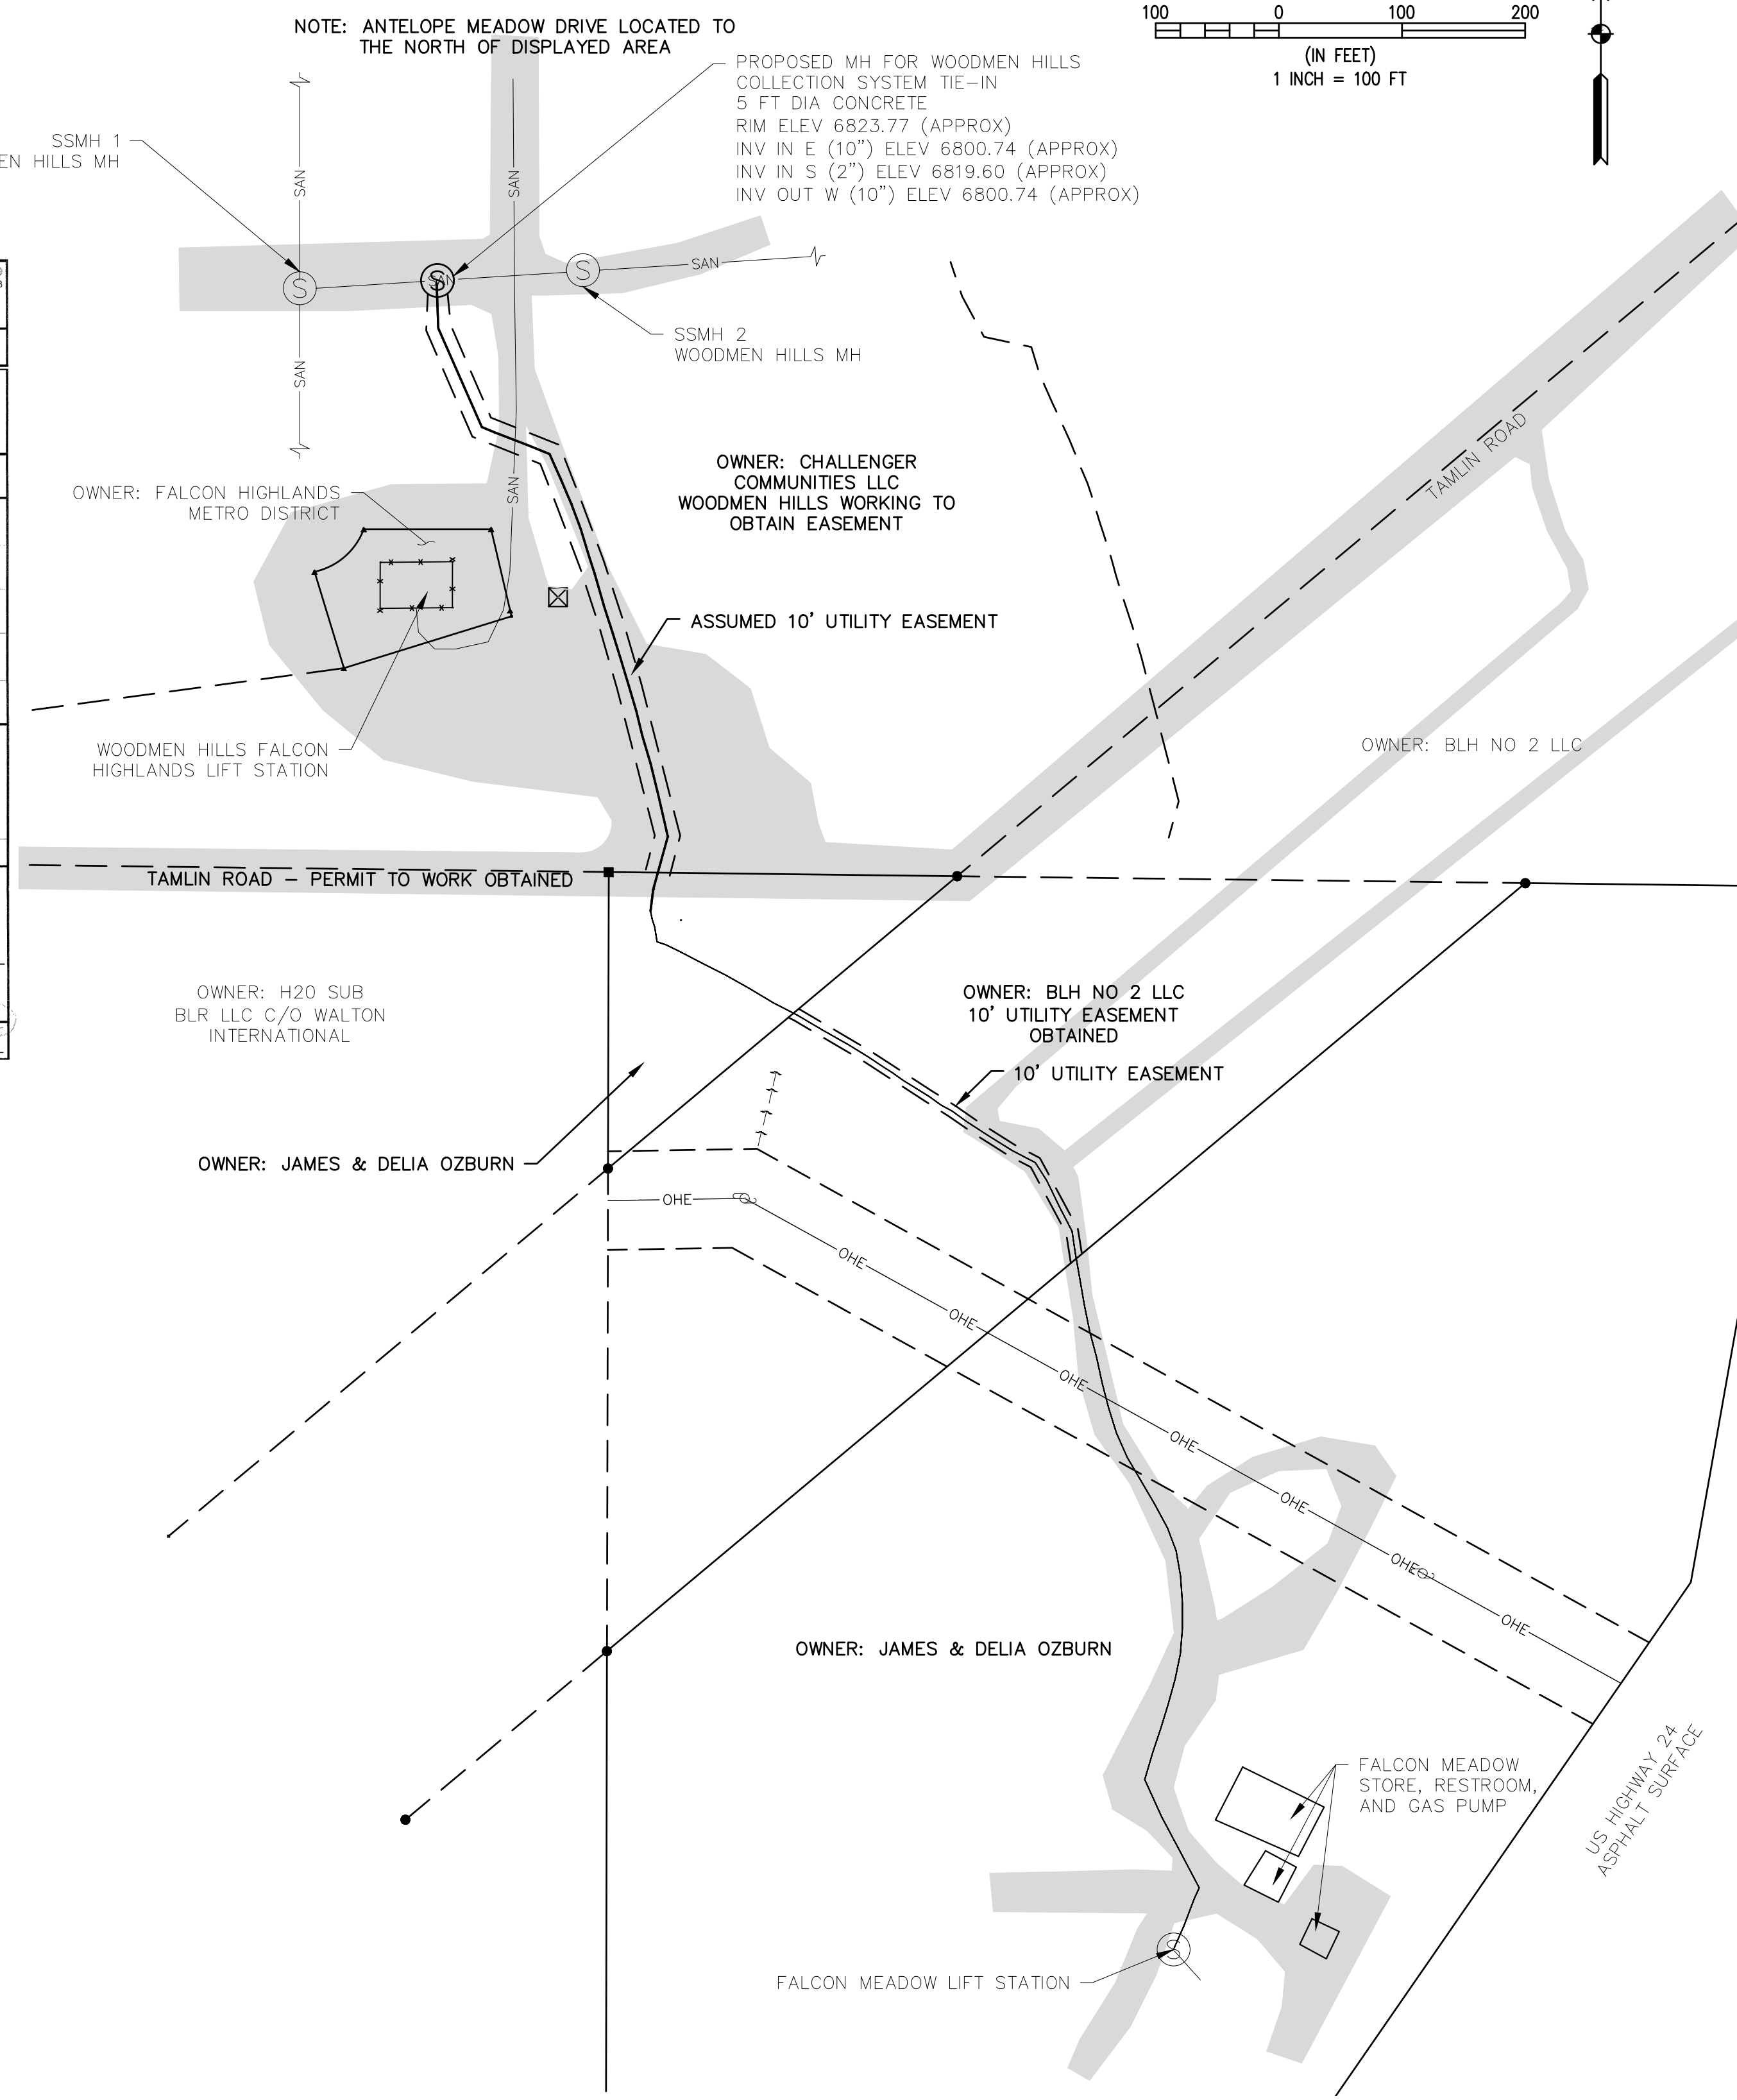 NOTE: ANTELOPE MEADOW DRIVE LOCATED TO
THE NORTH OF DISPLAYED AREA
100 0 100 200
(IN FEET)
1 INCH = 100 FT
PROPOSED MH FOR WOODMEN HILLS
COLLECTION SYSTEM TIE-IN
5 FT DIA CONCRETE
RIM ELEV 6823.77 (APPROX)
INV IN E (10") ELEV 6800.74 (APPROX)
INV IN S (2") ELEV 6819.60 (APPROX)
INV OUT W (10") ELEV 6800.74 (APPROX)
SSMH 1
EN HILLS MH
SAN
SAN
S
S
SAN
S
SAN
SSMH 2
WOODMEN HILLS MH
SAN
SAN
OWNER: FALCON HIGHLANDS
METRO DISTRICT
OWNER: CHALLENGER
COMMUNITIES LLC
WOODMEN HILLS WORKING TO
OBTAIN EASEMENT
TAMLIN ROAD
ASSUMED 10' UTILITY EASEMENT
WOODMEN HILLS FALCON
HIGHLANDS LIFT STATION
OWNER: BLH NO 2 LLC
TAMLIN ROAD - PERMIT TO WORK OBTAINED
OWNER: H20 SUB
BLR LLC C/O WALTON
INTERNATIONAL
OWNER: BLH NO 2 LLC
10' UTILITY EASEMENT
OBTAINED
10' UTILITY EASEMENT
OWNER: JAMES & DELIA OZBURN
OHE
OHE
OHE
OHE
OHE
OHE
OHE
OHE
OWNER: JAMES & DELIA OZBURN
US HIGHWAY 24
ASPHALT SURFACE
FALCON MEADOW
STORE, RESTROOM,
AND GAS PUMP
S
FALCON MEADOW LIFT STATION